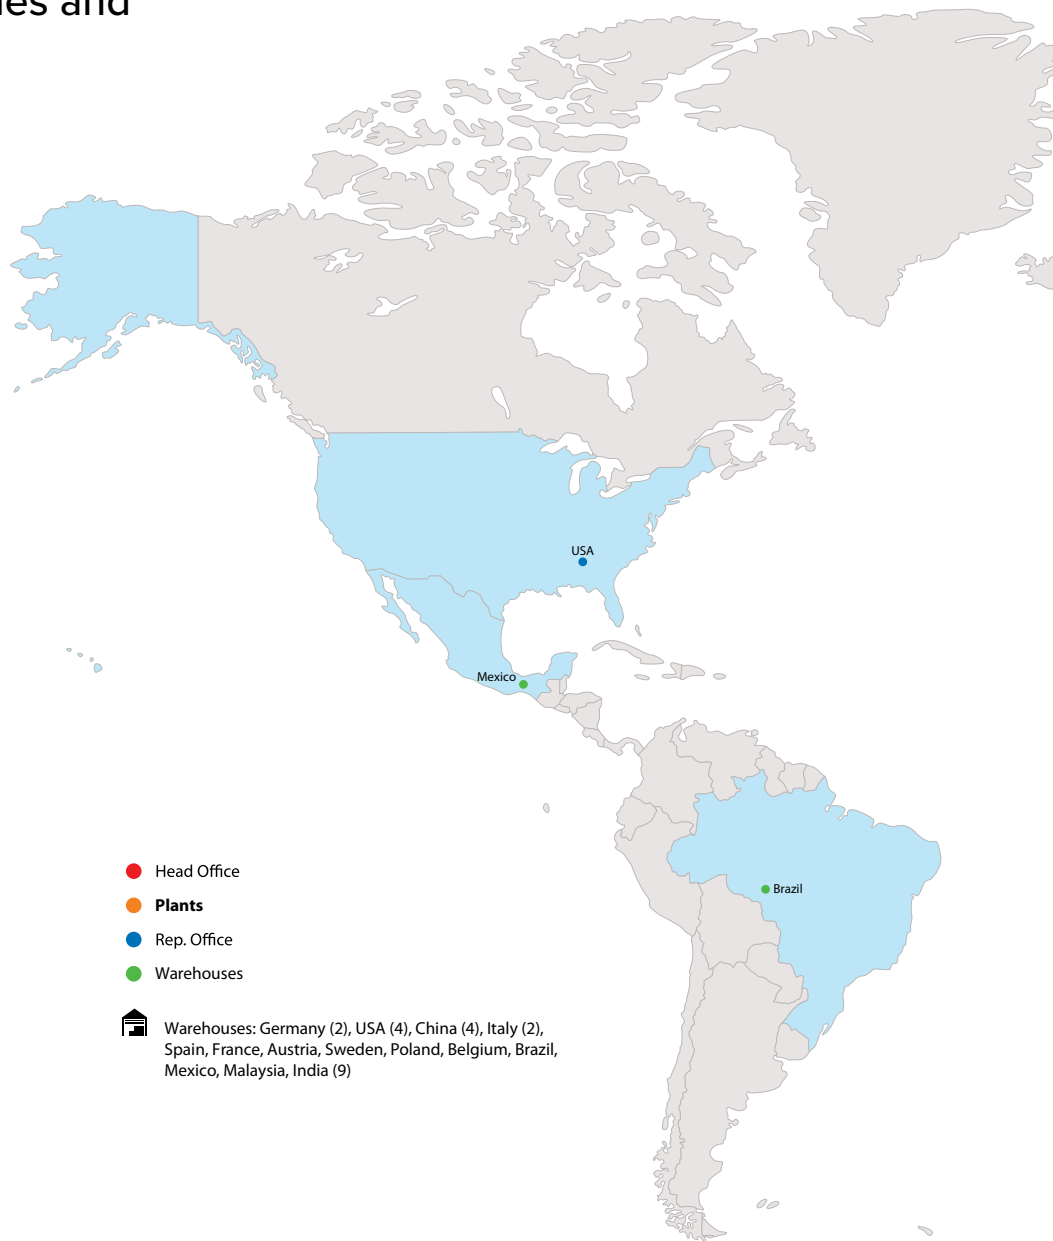 and
USA
Mexico
Brazil
Head Office
Plants
Rep. Office
Warehouses
Warehouses: Germany (2), USA (4), China (4), Italy (2),
Spain, France, Austria, Sweden, Poland, Belgium, Brazil,
Mexico, Malaysia, India (9)